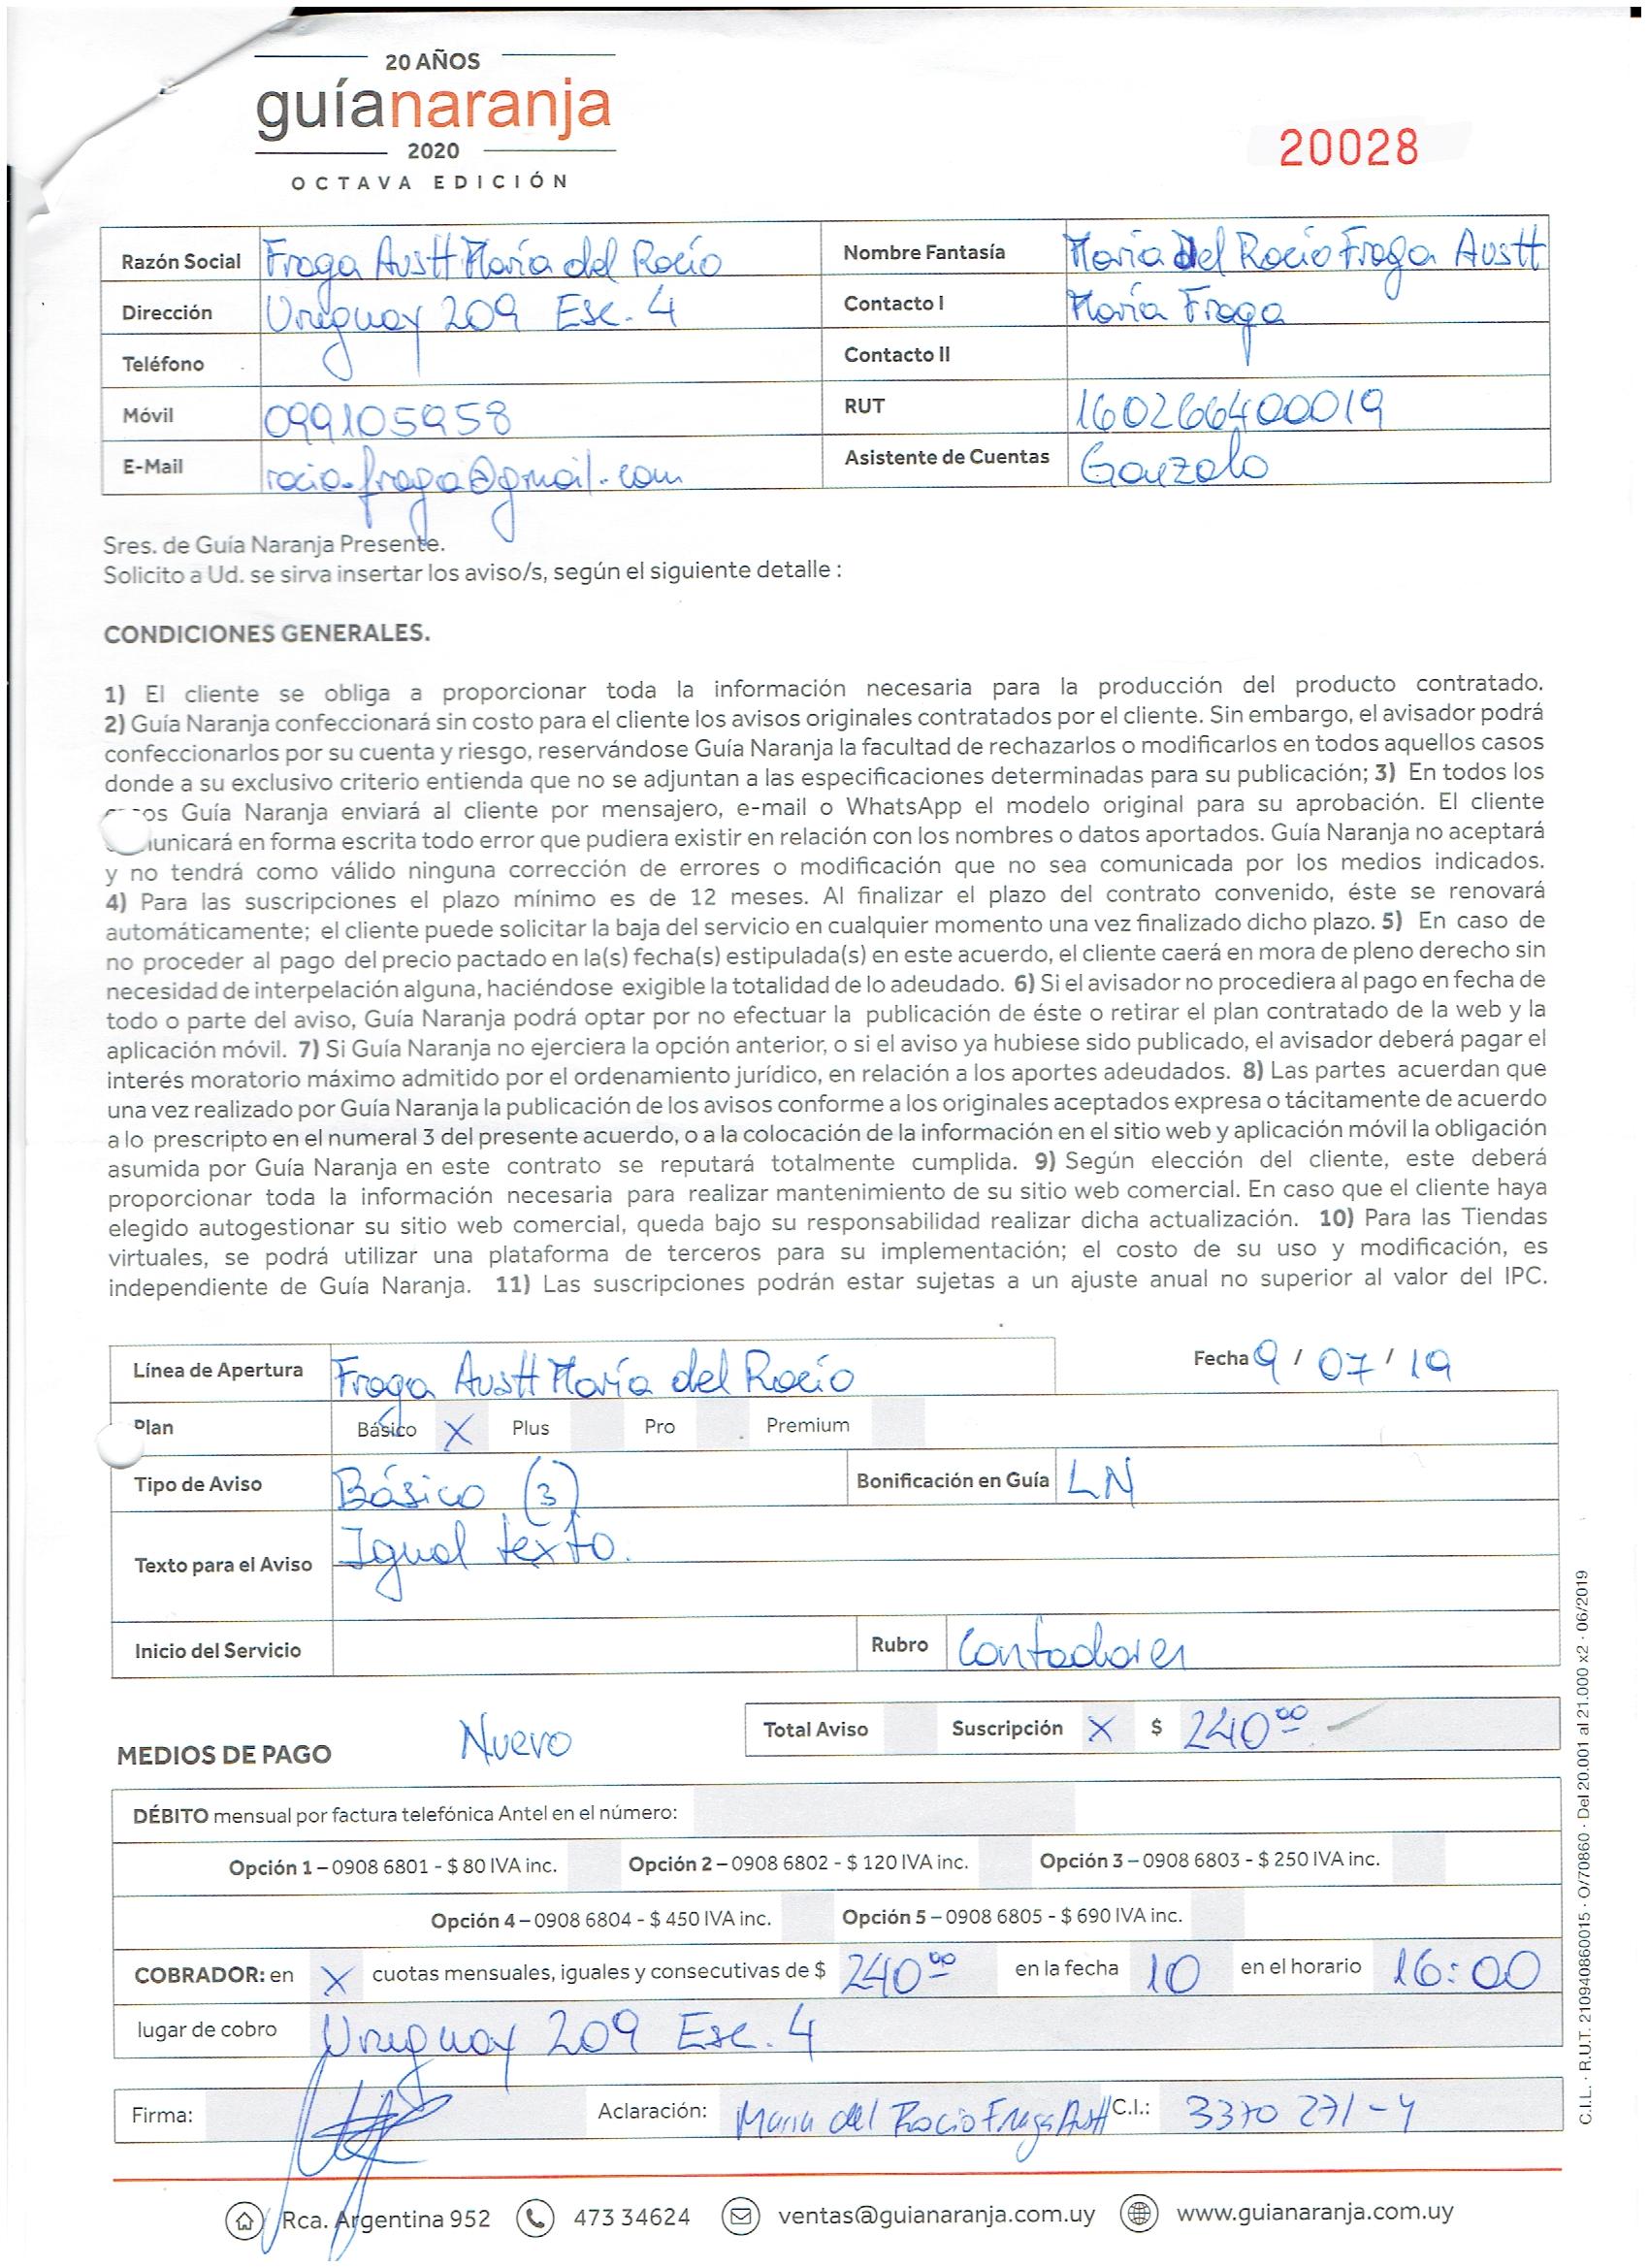 20 AÑOS
guíanaranja
2020
OCTAVA EDICIÓN
20028
Razón Social Fraga Austt María del Rocío Nombre Fantasía María Del Rocío Fraga Austt
Dirección Uruguay 209 Esc. 4 Contacto I María Fraga
Teléfono Contacto II
Móvil 099105958 RUT 160266400019
E-Mail rocio.fraga@gmail.com Asistente de Cuentas Gonzalo
Sres. de Guía Naranja Presente.
Solicito a Ud. se sirva insertar los aviso/s, según el siguiente detalle :
CONDICIONES GENERALES.
1) El cliente se obliga a proporcionar toda la información necesaria para la producción del producto contratado.
2) Guía Naranja confeccionará sin costo para el cliente los avisos originales contratados por el cliente. Sin embargo, el avisador podrá
confeccionarlos por su cuenta y riesgo, reservándose Guía Naranja la facultad de rechazarlos o modificarlos en todos aquellos casos
donde a su exclusivo criterio entienda que no se adjuntan a las especificaciones determinadas para su publicación; 3) En todos los
os Guía Naranja enviará al cliente por mensajero, e-mail o WhatsApp el modelo original para su aprobación. El cliente
unicará en forma escrita todo error que pudiera existir en relación con los nombres o datos aportados. Guía Naranja no aceptará
y no tendrá como válido ninguna corrección de errores o modificación que no sea comunicada por los medios indicados.
4) Para las suscripciones el plazo mínimo es de 12 meses. Al finalizar el plazo del contrato convenido, éste se renovará
automáticamente; el cliente puede solicitar la baja del servicio en cualquier momento una vez finalizado dicho plazo. 5) En caso de
no proceder al pago del precio pactado en la(s) fecha(s) estipulada(s) en este acuerdo, el cliente caerá en mora de pleno derecho sin
necesidad de interpelación alguna, haciéndose exigible la totalidad de lo adeudado. 6) Si el avisador no procediera al pago en fecha de
todo o parte del aviso, Guía Naranja podrá optar por no efectuar la publicación de éste o retirar el plan contratado de la web y la
aplicación móvil. 7) Si Guía Naranja no ejerciera la opción anterior, o si el aviso ya hubiese sido publicado, el avisador deberá pagar el
interés moratorio máximo admitido por el ordenamiento jurídico, en relación a los aportes adeudados. 8) Las partes acuerdan que
una vez realizado por Guía Naranja la publicación de los avisos conforme a los originales aceptados expresa o tácitamente de acuerdo
a lo prescripto en el numeral 3 del presente acuerdo, o a la colocación de la información en el sitio web y aplicación móvil la obligación
asumida por Guía Naranja en este contrato se reputará totalmente cumplida. 9) Según elección del cliente, este deberá
proporcionar toda la información necesaria para realizar mantenimiento de su sitio web comercial. En caso que el cliente haya
elegido autogestionar su sitio web comercial, queda bajo su responsabilidad realizar dicha actualización. 10) Para las Tiendas
virtuales, se podrá utilizar una plataforma de terceros para su implementación; el costo de su uso y modificación, es
independiente de Guía Naranja. 11) Las suscripciones podrán estar sujetas a un ajuste anual no superior al valor del IPC.
Línea de Apertura Fraga Austt María del Rocío Fecha 9 / 07 / 19
Plan Básico X Plus Pro Premium
Tipo de Aviso Básico (3) Bonificación en Guía LN
Texto para el Aviso Igual texto.
Inicio del Servicio Rubro Contadores
MEDIOS DE PAGO Nuevo Total Aviso Suscripción X $ 240⁰⁰
DÉBITO mensual por factura telefónica Antel en el número:
Opción 1 – 0908 6801 - $ 80 IVA inc. Opción 2 – 0908 6802 - $ 120 IVA inc. Opción 3 – 0908 6803 - $ 250 IVA inc.
Opción 4 – 0908 6804 - $ 450 IVA inc. Opción 5 – 0908 6805 - $ 690 IVA inc.
COBRADOR: en X cuotas mensuales, iguales y consecutivas de $ 240⁰⁰ en la fecha 10 en el horario 16:00
lugar de cobro Uruguay 209 Esc. 4
Firma: Aclaración: Maria del Rocio Fraga Austt C.I.: 3370 271-4
Rca. Argentina 952 473 34624 ventas@guianaranja.com.uy www.guianaranja.com.uy
C.I.L. · R.U.T. 210940860015 · O/70860 · Del 20.001 al 21.000 x2 · 06/2019